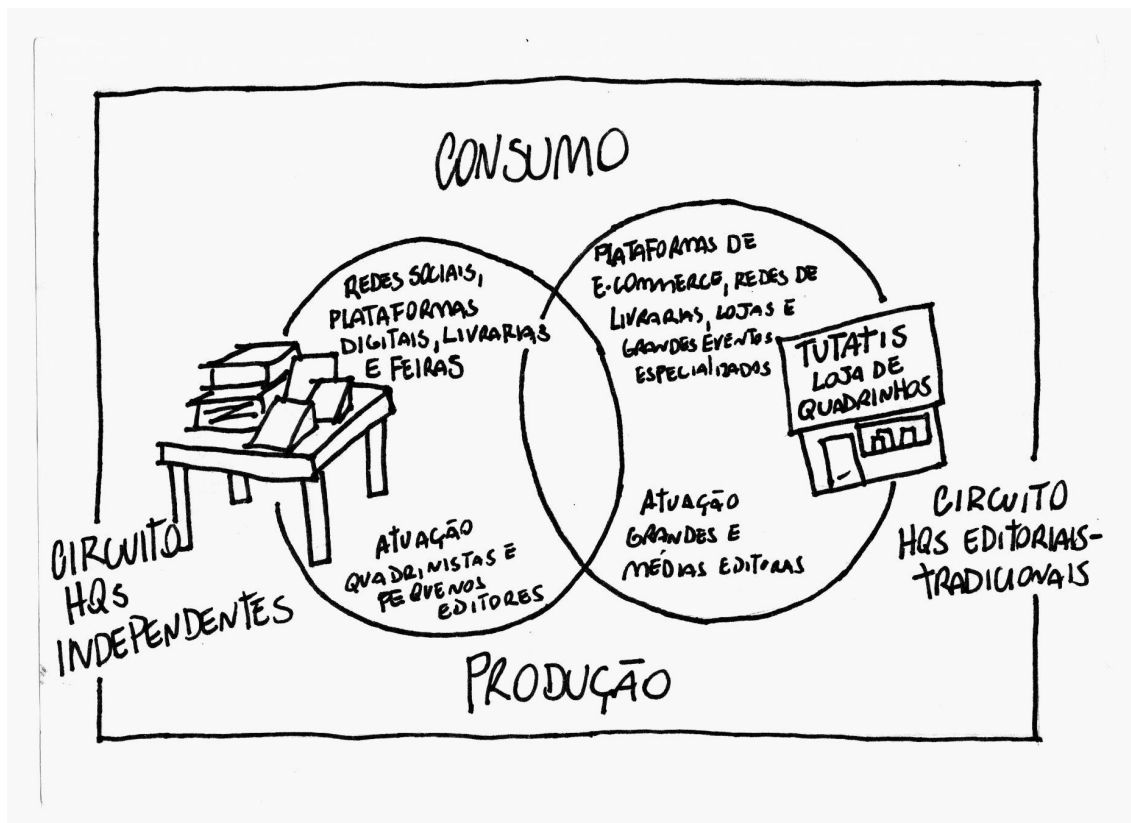 CONSUMO
REDES SOCIAIS,
PLATAFORMAS
DIGITAIS, LIVRARIAS
E FEIRAS
PLATAFORMAS DE
E-COMMERCE, REDES DE
LIVRARIAS, LOJAS E
GRANDES EVENTOS
ESPECIALIZADOS
TUTATIS
LOJA DE
QUADRINHOS
CIRCUITO
HQS
INDEPENDENTES
ATUAÇÃO
QUADRINISTAS E
PEQUENOS
EDITORES
ATUAÇÃO
GRANDES E
MÉDIAS EDITORAS
CIRCUITO
HQS EDITORIAIS-
TRADICIONAIS
PRODUÇÃO